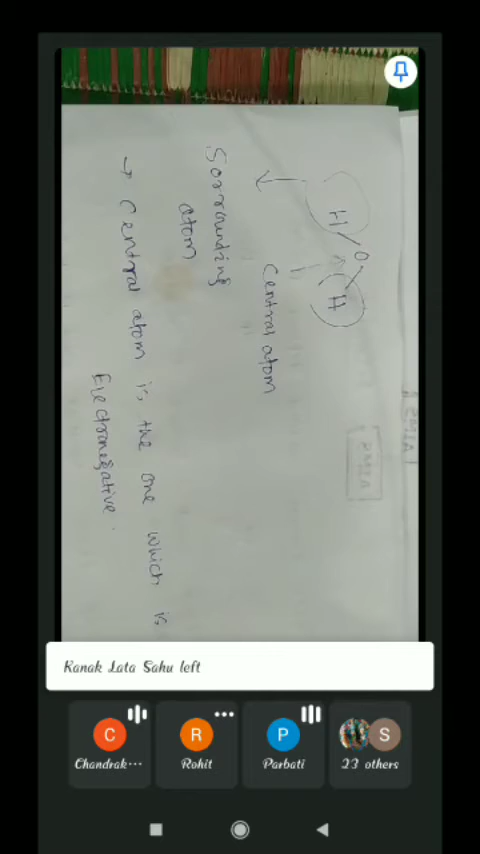 H
O
H
Central atom
Sorrounding
atom
→ Central atom is the one which is
Electronegative.
Kanak Lata Sahu left
C
R
P
S
Chandrak...
Rohit
Parbati
23 others